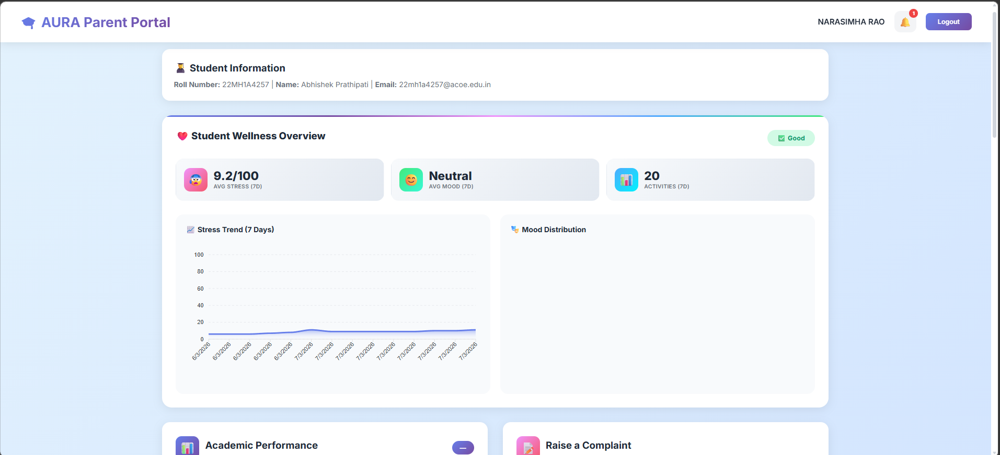 AURA Parent Portal
NARASIMHA RAO
1
Logout
Student Information
Roll Number: 22MH1A4257 | Name: Abhishek Prathipati | Email: 22mh1a4257@acoe.edu.in
Student Wellness Overview
Good
9.2/100
AVG STRESS (7D)
Neutral
AVG MOOD (7D)
20
ACTIVITIES (7D)
Stress Trend (7 Days)
100
80
60
40
20
0
6/3/2026
6/3/2026
6/3/2026
6/3/2026
6/3/2026
7/3/2026
7/3/2026
7/3/2026
7/3/2026
7/3/2026
7/3/2026
7/3/2026
7/3/2026
7/3/2026
Mood Distribution
Academic Performance
—
Raise a Complaint